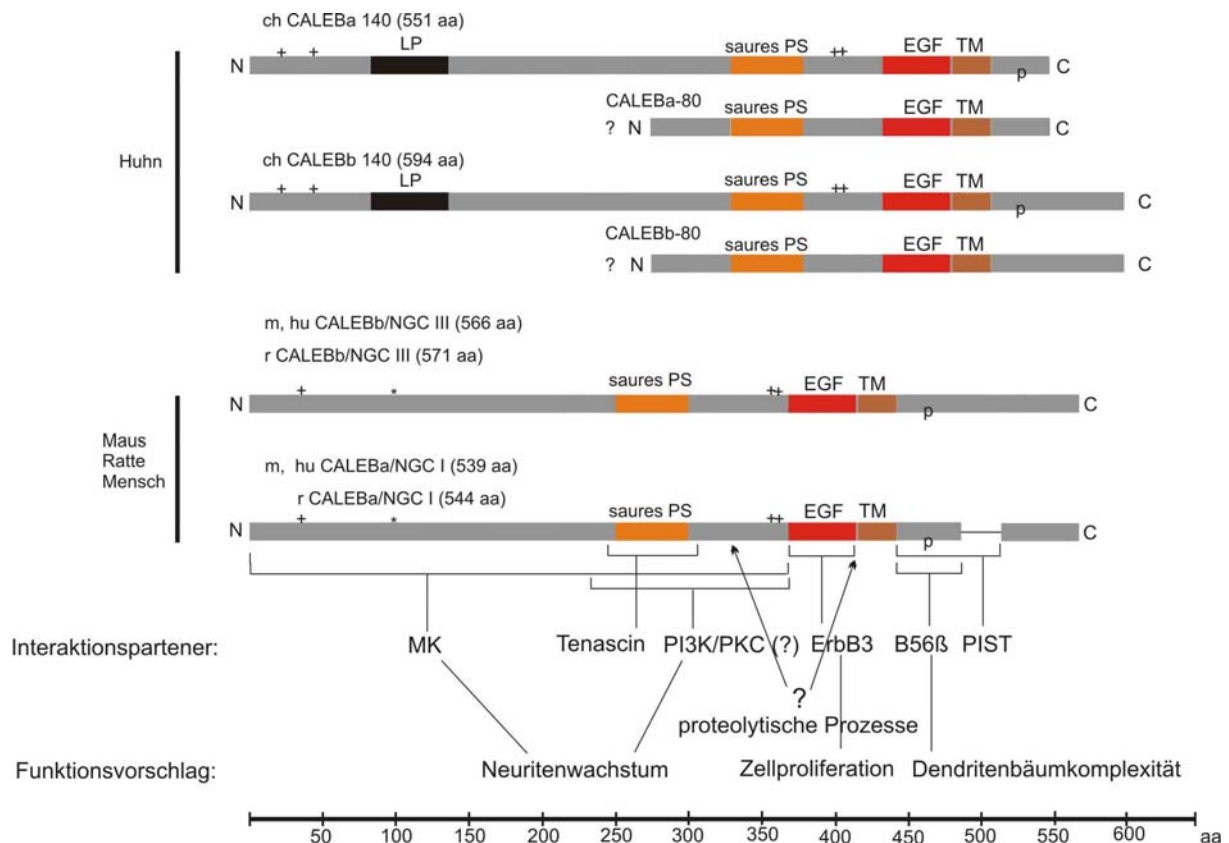 ch CALEBa 140 (551 aa)
+ + LP saures PS ++ EGF TM
N p C
CALEBa-80 saures PS EGF TM
? N C
Huhn
ch CALEBb 140 (594 aa)
+ + LP saures PS ++ EGF TM
N p C
CALEBb-80 saures PS EGF TM
? N C
m, hu CALEBb/NGC III (566 aa)
r CALEBb/NGC III (571 aa)
+ * saures PS ++ EGF TM
N p C
Maus
Ratte
Mensch
m, hu CALEBa/NGC I (539 aa)
r CALEBa/NGC I (544 aa)
+ * saures PS ++ EGF TM
N p C
Interaktionspartener: MK Tenascin PI3K/PKC (?) ErbB3 B56ß PIST
?
proteolytische Prozesse
Funktionsvorschlag: Neuritenwachstum Zellproliferation Dendritenbäumkomplexität
50 100 150 200 250 300 350 400 450 500 550 600 aa